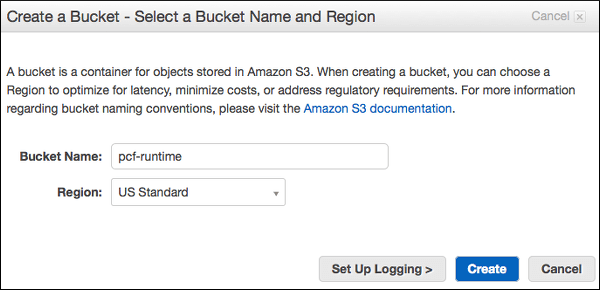 Create a Bucket - Select a Bucket Name and Region
Cancel
A bucket is a container for objects stored in Amazon S3. When creating a bucket, you can choose a
Region to optimize for latency, minimize costs, or address regulatory requirements. For more information
regarding bucket naming conventions, please visit the Amazon S3 documentation.
Bucket Name: pcf-runtime
Region: US Standard
Set Up Logging > Create Cancel